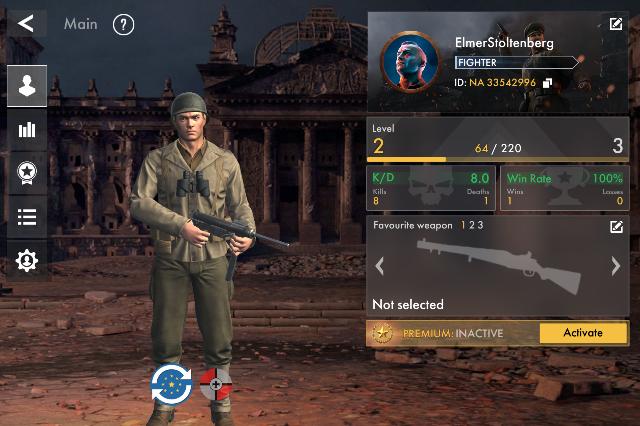 Main ?
ElmerStoltenberg
FIGHTER
ID: NA 33542996
Level
2 64 / 220 3
K/D 8.0
Kills Deaths
8 1
Win Rate 100%
Wins Losses
1 0
Favourite weapon 1 2 3
Not selected
PREMIUM: INACTIVE Activate